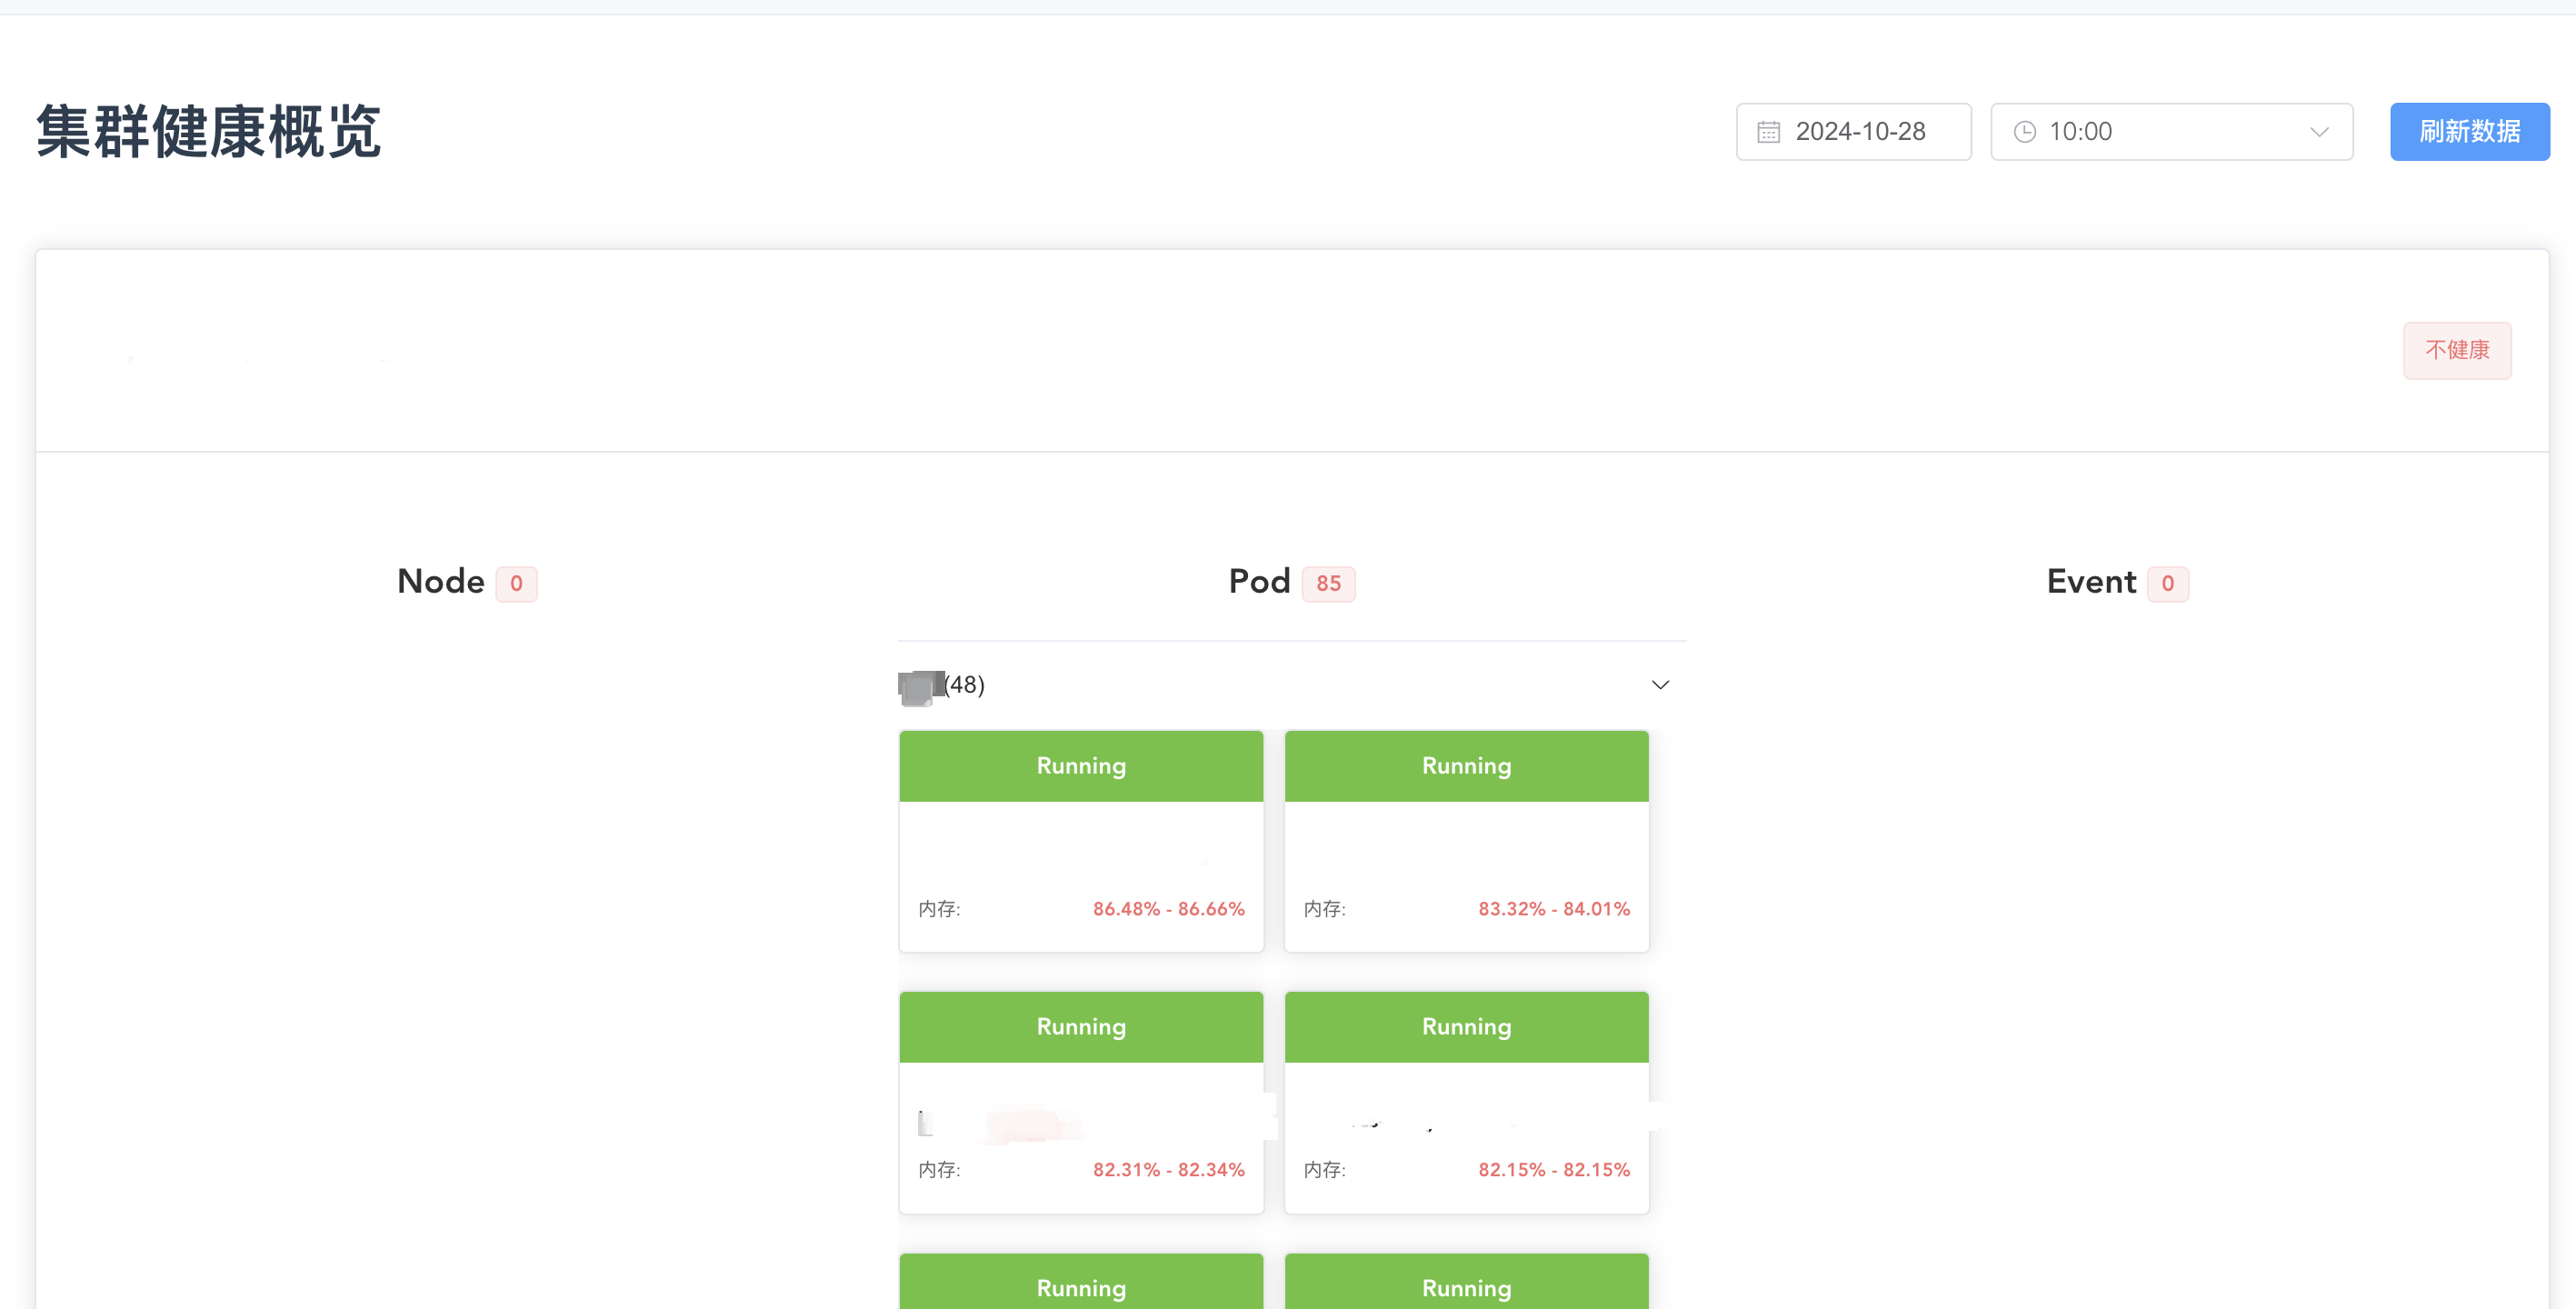 集群健康概览
2024-10-28
10:00
刷新数据
不健康
Node 0
Pod 85
Event 0
(48)
Running
Running
内存: 86.48% - 86.66%
内存: 83.32% - 84.01%
Running
Running
内存: 82.31% - 82.34%
内存: 82.15% - 82.15%
Running
Running